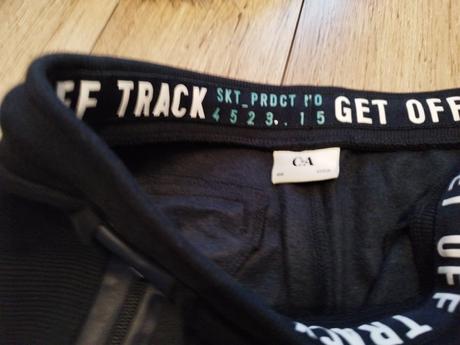 FF TRACK
SKT_PRDCT NO
4523..15
GET OFF
C&A
GET OFF TRACK